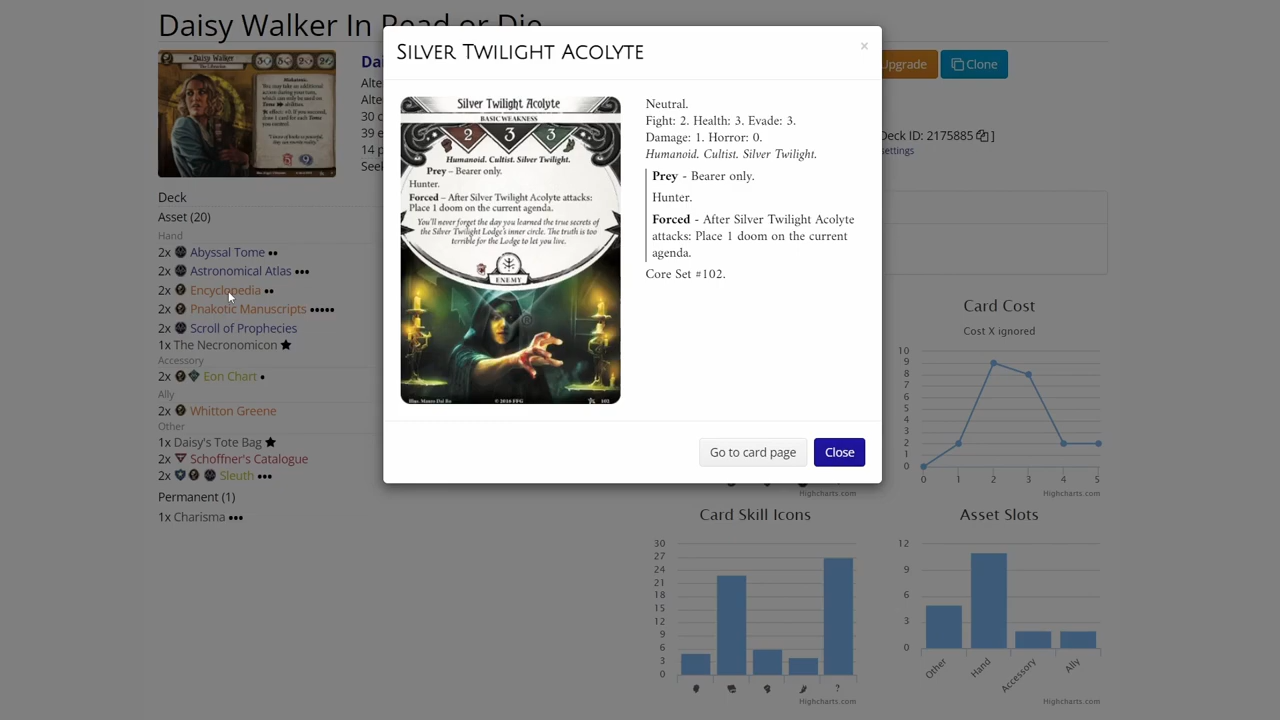 Daisy Walker In Read or Die
SILVER TWILIGHT ACOLYTE
×
Daisy Walker
Upgrade
Clone
Deck ID: 2175885
settings
Silver Twilight Acolyte
BASIC WEAKNESS
2 3 3
Humanoid. Cultist. Silver Twilight.
Prey – Bearer only.
Hunter.
Forced – After Silver Twilight Acolyte attacks:
Place 1 doom on the current agenda.
You'll never forget the day you learned the true secrets of
the Silver Twilight Lodge's inner circle. The truth is too
terrible for the Lodge to let you live.
ENEMY
© 2016 FFG
102
Neutral.
Fight: 2. Health: 3. Evade: 3.
Damage: 1. Horror: 0.
Humanoid. Cultist. Silver Twilight.
Prey - Bearer only.
Hunter.
Forced - After Silver Twilight Acolyte
attacks: Place 1 doom on the current
agenda.
Core Set #102.
Go to card page
Close
Deck
Asset (20)
Hand
2x Abyssal Tome ••
2x Astronomical Atlas •••
2x Encyclopedia ••
2x Pnakotic Manuscripts •••••
2x Scroll of Prophecies
1x The Necronomicon ★
Accessory
2x Eon Chart •
Ally
2x Whitton Greene
Other
1x Daisy's Tote Bag ★
2x Schoffner's Catalogue
2x Sleuth •••
Permanent (1)
1x Charisma •••
Card Cost
Cost X ignored
10
9
8
7
6
5
4
3
2
1
0
0 1 2 3 4 5
Highcharts.com
Highcharts.com
Card Skill Icons
30
27
24
21
18
15
12
9
6
3
0
?
Highcharts.com
Asset Slots
12
9
6
3
0
Other
Hand
Accessory
Ally
Highcharts.com